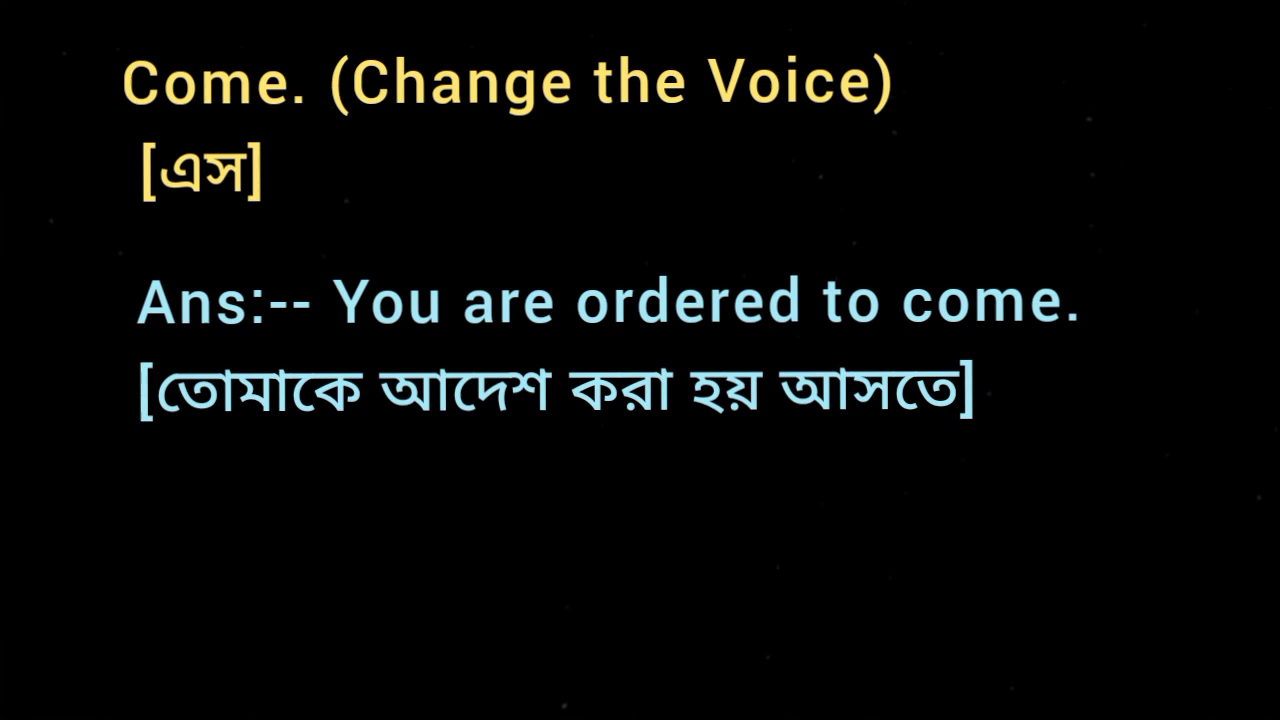 Come. (Change the Voice)
[এস]
Ans:-- You are ordered to come.
[তোমাকে আদেশ করা হয় আসতে]